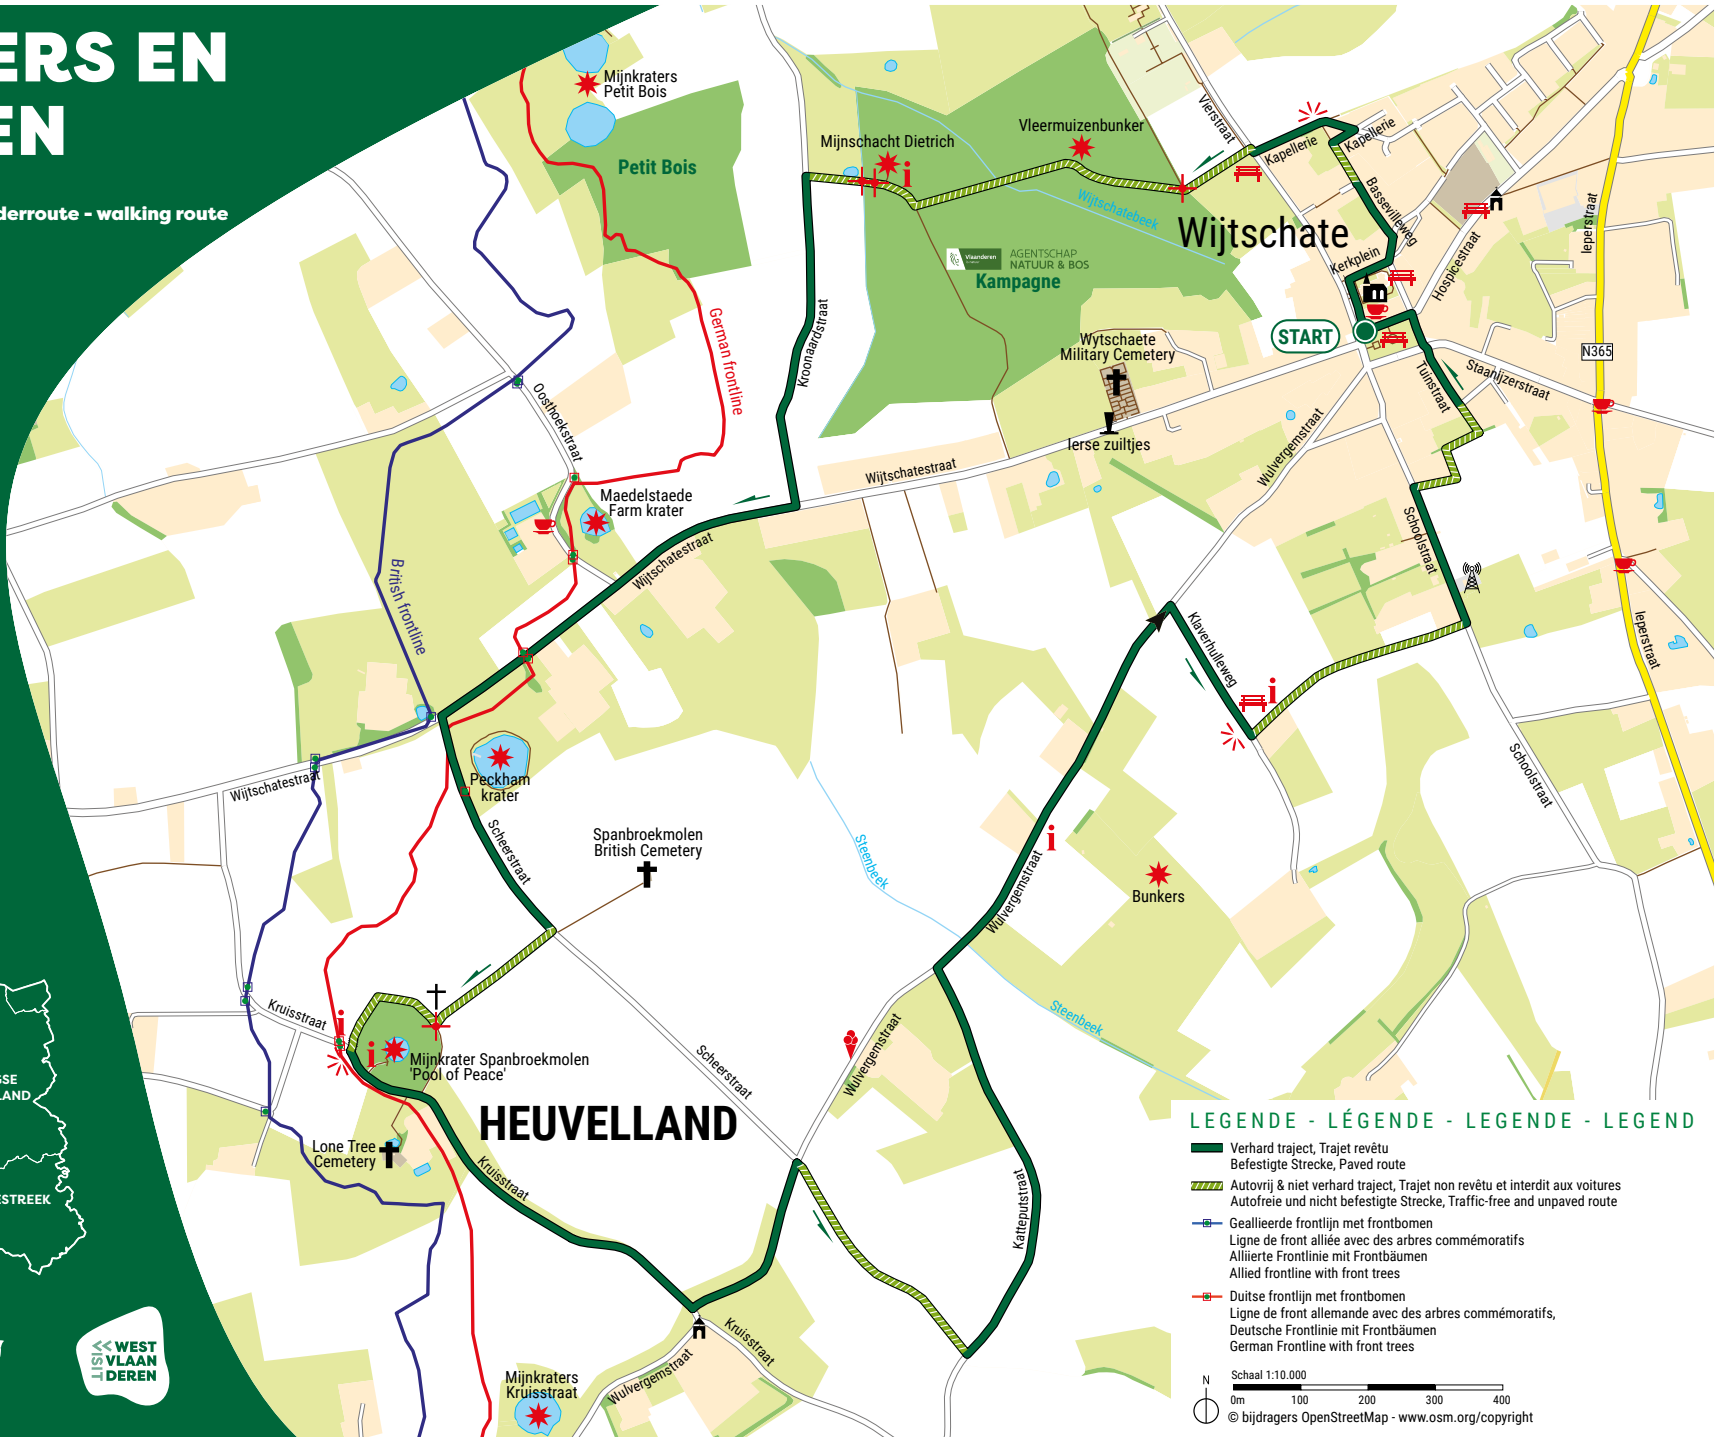 ERS EN
EN
derroute - walking route
Mijnkraters
Petit Bois
Petit Bois
Mijnschacht Dietrich
i
Vleermuizenbunker
Vierstraat
Kapellerie
Kapellerie
Bassevilleweg
Wijtschatebeek
Wijtschate
Kerkplein
Hospicestraat
Ieperstraat
Vlaanderen
AGENTSCHAP
NATUUR & BOS
Kampagne
START
N365
German frontline
Kroonaardstraat
Wytschaete
Military Cemetery
Ierse zuiltjes
Tuinstraat
Staanijzerstraat
Oosthoekstraat
Wijtschatestraat
Wulvergemstraat
Maedelstaede
Farm krater
Wijtschatestraat
Schoolstraat
British frontline
Klaverhulleweg
i
Ieperstraat
Wijtschatestraat
Peckham
krater
Schoolstraat
Scheerstraat
Spanbroekmolen
British Cemetery
Steenbeek
i
Wulvergemstraat
Bunkers
Kruisstraat
i
i
Mijnkrater Spanbroekmolen
'Pool of Peace'
Scheerstraat
Wulvergemstraat
Steenbeek
HEUVELLAND
Lone Tree
Cemetery
Kruisstraat
Katteputstraat
Kruisstraat
Wulvergemstraat
Mijnkraters
Kruisstraat
SSE
LAND
ESTREEK
VISIT
WEST
VLAAN
DEREN
LEGENDE - LÉGENDE - LEGENDE - LEGEND
Verhard traject, Trajet revêtu
Befestigte Strecke, Paved route
Autovrij & niet verhard traject, Trajet non revêtu et interdit aux voitures
Autofreie und nicht befestigte Strecke, Traffic-free and unpaved route
Geallieerde frontlijn met frontbomen
Ligne de front alliée avec des arbres commémoratifs
Alliierte Frontlinie mit Frontbäumen
Allied frontline with front trees
Duitse frontlijn met frontbomen
Ligne de front allemande avec des arbres commémoratifs,
Deutsche Frontlinie mit Frontbäumen
German Frontline with front trees
Schaal 1:10.000
N
0m 100 200 300 400
© bijdragers OpenStreetMap - www.osm.org/copyright